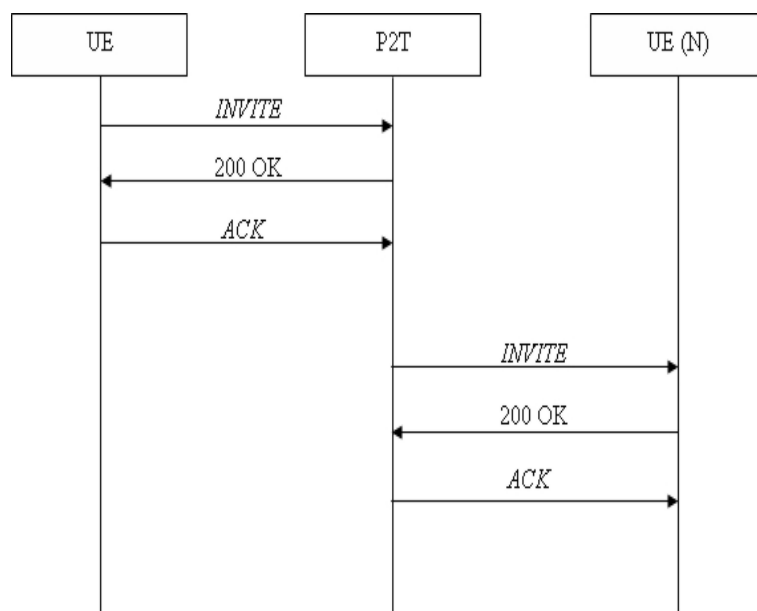 UE
P2T
UE (N)
INVITE
200 OK
ACK
INVITE
200 OK
ACK